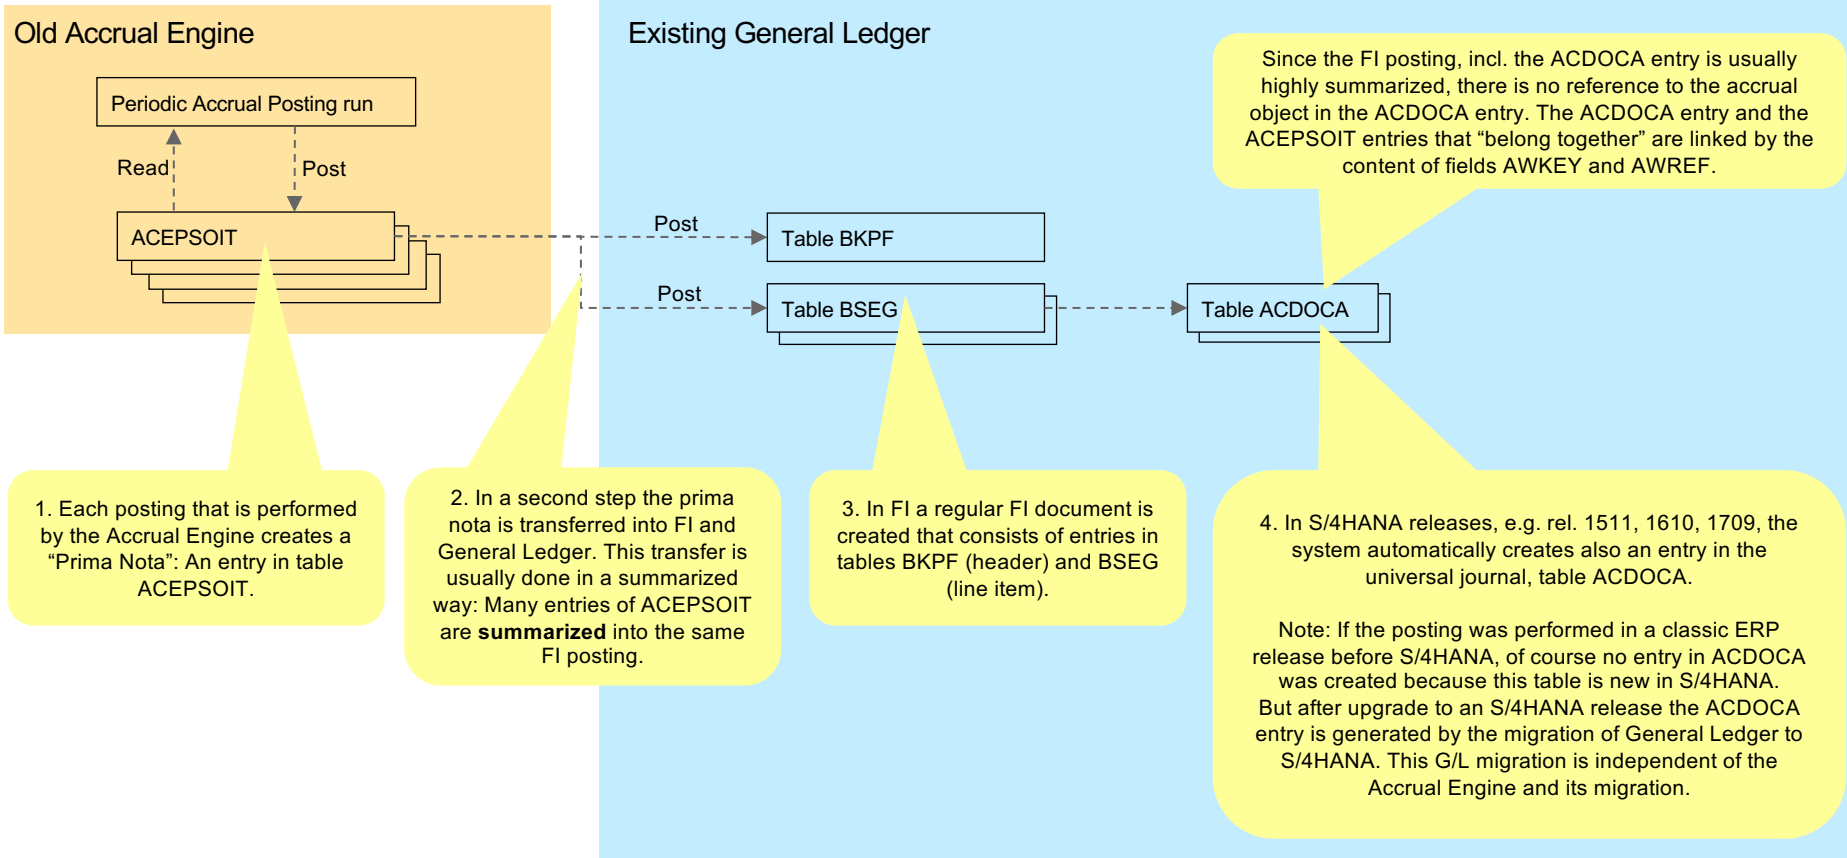 Old Accrual Engine
Existing General Ledger
Periodic Accrual Posting run
Read
Post
ACEPSOIT
Post
Table BKPF
Post
Table BSEG
Table ACDOCA
Since the FI posting, incl. the ACDOCA entry is usually
highly summarized, there is no reference to the accrual
object in the ACDOCA entry. The ACDOCA entry and the
ACEPSOIT entries that “belong together” are linked by the
content of fields AWKEY and AWREF.
1. Each posting that is performed
by the Accrual Engine creates a
“Prima Nota”: An entry in table
ACEPSOIT.
2. In a second step the prima
nota is transferred into FI and
General Ledger. This transfer is
usually done in a summarized
way: Many entries of ACEPSOIT
are summarized into the same
FI posting.
3. In FI a regular FI document is
created that consists of entries in
tables BKPF (header) and BSEG
(line item).
4. In S/4HANA releases, e.g. rel. 1511, 1610, 1709, the
system automatically creates also an entry in the
universal journal, table ACDOCA.
Note: If the posting was performed in a classic ERP
release before S/4HANA, of course no entry in ACDOCA
was created because this table is new in S/4HANA.
But after upgrade to an S/4HANA release the ACDOCA
entry is generated by the migration of General Ledger to
S/4HANA. This G/L migration is independent of the
Accrual Engine and its migration.